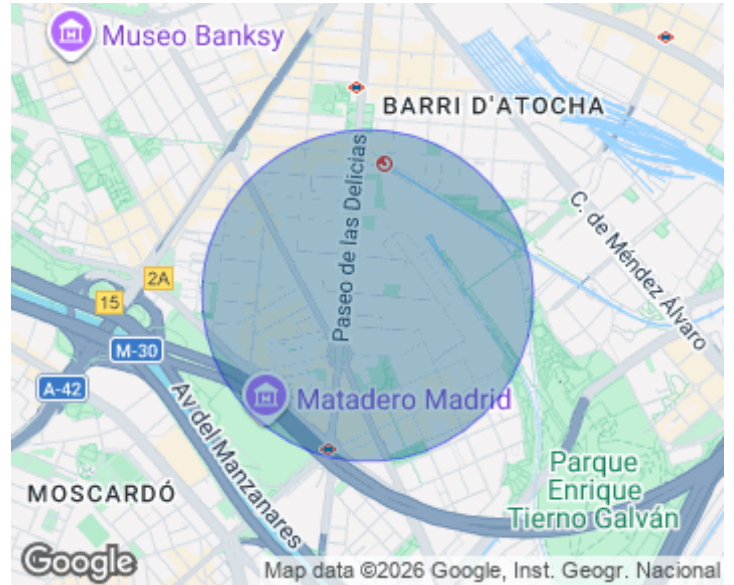 Museo Banksy
BARRI D'ATOCHA
Paseo de las Delicias
C. de Méndez Álvaro
2A
15
M-30
A-42
Matadero Madrid
Av del Manzanares
MOSCARDÓ
Parque
Enrique
Tierno Galván
Google
Map data ©2026 Google, Inst. Geogr. Nacional